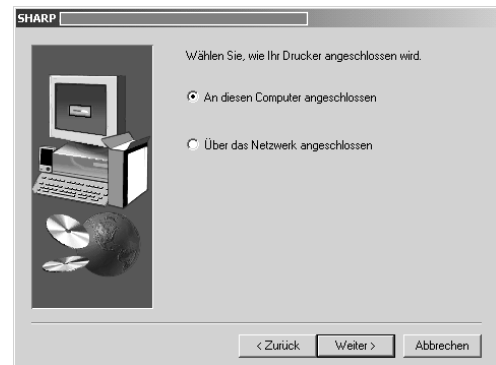 SHARP
Wählen Sie, wie Ihr Drucker angeschlossen wird.
An diesen Computer angeschlossen
Über das Netzwerk angeschlossen
< Zurück
Weiter >
Abbrechen